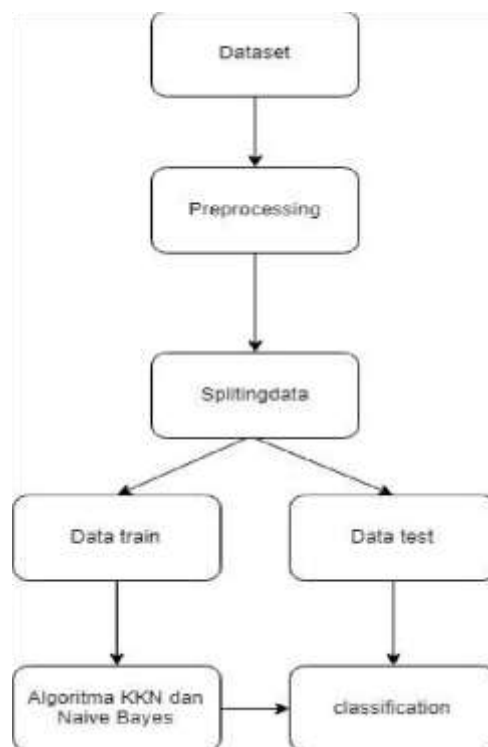 Dataset
Preprocessing
Splitingdata
Data train
Data test
Algoritma KKN dan
Naive Bayes
classification